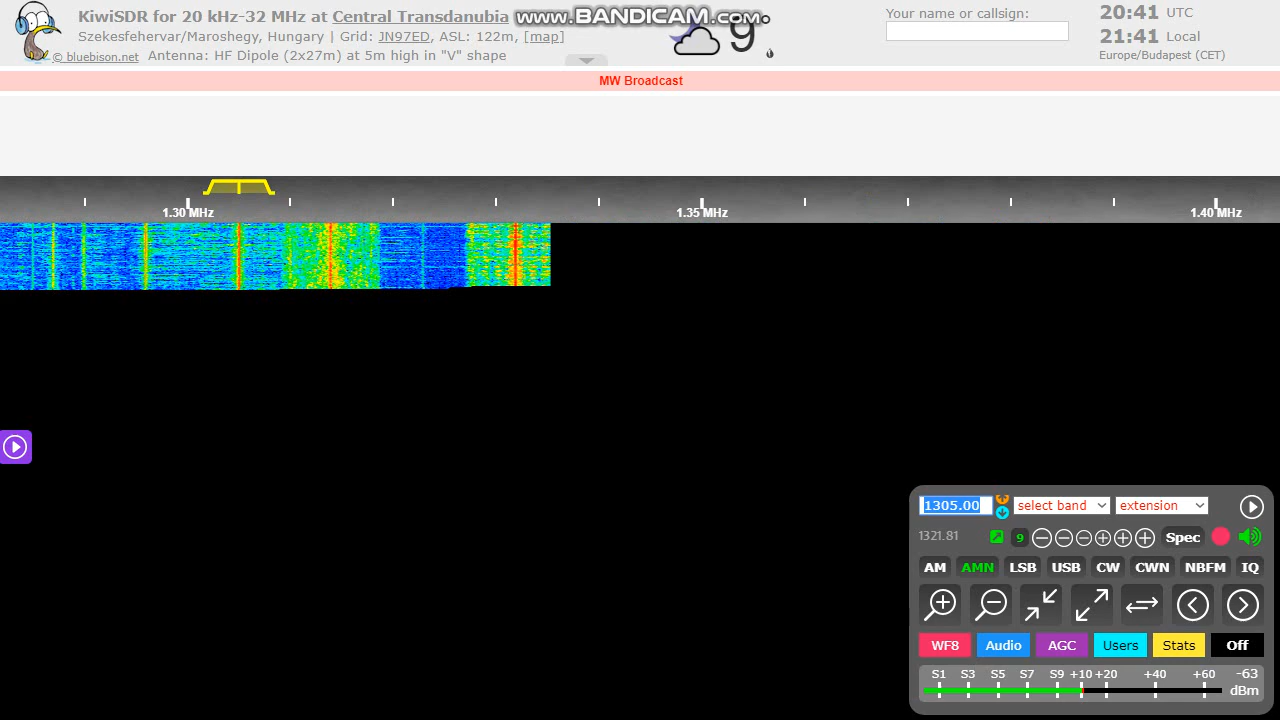 KiwiSDR for 20 kHz-32 MHz at Central Transdanubia
www.BANDICAM.com
Szekesfehervar/Maroshegy, Hungary | Grid: JN97ED, ASL: 122m, [map]
© bluebison.net Antenna: HF Dipole (2x27m) at 5m high in "V" shape
9
Your name or callsign:
20:41 UTC
21:41 Local
Europe/Budapest (CET)
MW Broadcast
1.30 MHz 1.35 MHz 1.40 MHz
1305.00 select band extension
1321.81 9 Spec
AM AMN LSB USB CW CWN NBFM IQ
WF8 Audio AGC Users Stats Off
S1 S3 S5 S7 S9 +10 +20 +40 +60 -63
dBm